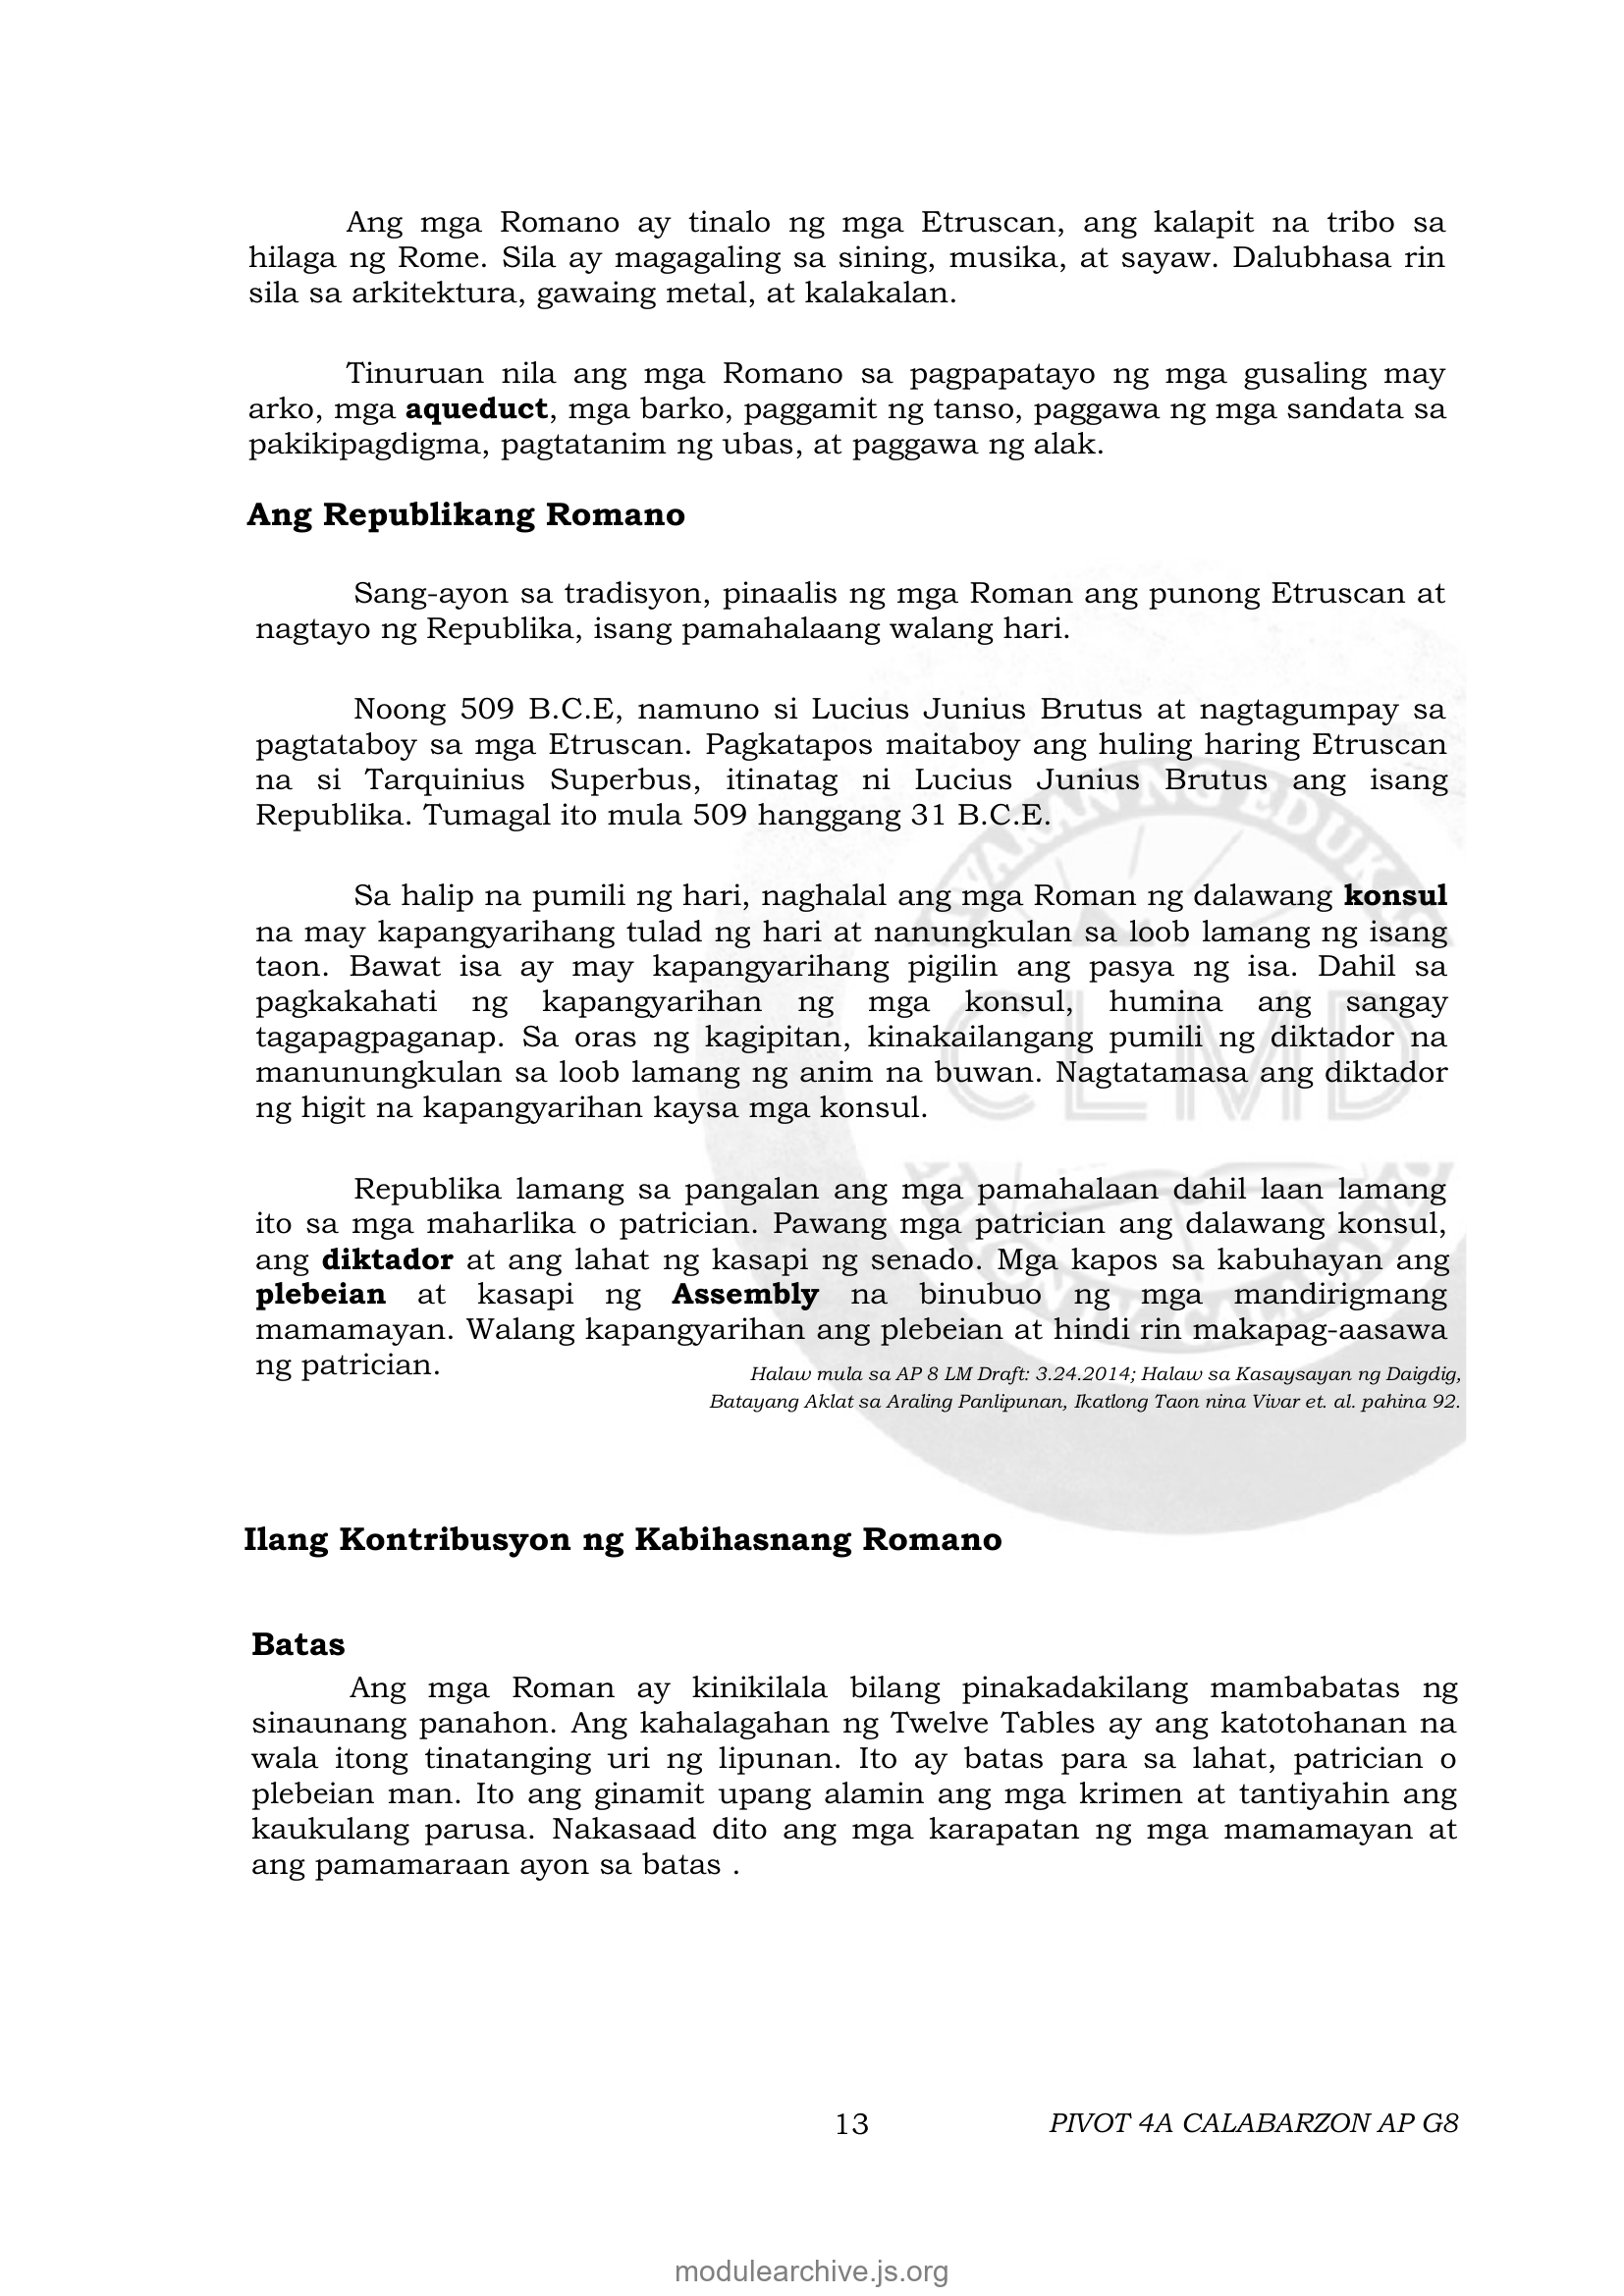 Ang mga Romano ay tinalo ng mga Etruscan, ang kalapit na tribo sa
hilaga ng Rome. Sila ay magagaling sa sining, musika, at sayaw. Dalubhasa rin
sila sa arkitektura, gawaing metal, at kalakalan.
Tinuruan nila ang mga Romano sa pagpapatayo ng mga gusaling may
arko, mga aqueduct, mga barko, paggamit ng tanso, paggawa ng mga sandata sa
pakikipagdigma, pagtatanim ng ubas, at paggawa ng alak.
Ang Republikang Romano
Sang-ayon sa tradisyon, pinaalis ng mga Roman ang punong Etruscan at
nagtayo ng Republika, isang pamahalaang walang hari.
Noong 509 B.C.E, namuno si Lucius Junius Brutus at nagtagumpay sa
pagtataboy sa mga Etruscan. Pagkatapos maitaboy ang huling haring Etruscan
na si Tarquinius Superbus, itinatag ni Lucius Junius Brutus ang isang
Republika. Tumagal ito mula 509 hanggang 31 B.C.E.
Sa halip na pumili ng hari, naghalal ang mga Roman ng dalawang konsul
na may kapangyarihang tulad ng hari at nanungkulan sa loob lamang ng isang
taon. Bawat isa ay may kapangyarihang pigilin ang pasya ng isa. Dahil sa
pagkakahati ng kapangyarihan ng mga konsul, humina ang sangay
tagapagpaganap. Sa oras ng kagipitan, kinakailangang pumili ng diktador na
manunungkulan sa loob lamang ng anim na buwan. Nagtatamasa ang diktador
ng higit na kapangyarihan kaysa mga konsul.
CLMD
Republika lamang sa pangalan ang mga pamahalaan dahil laan lamang
ito sa mga maharlika o patrician. Pawang mga patrician ang dalawang konsul,
ang diktador at ang lahat ng kasapi ng senado. Mga kapos sa kabuhayan ang
plebeian at kasapi ng Assembly na binubuo ng mga mandirigmang
mamamayan. Walang kapangyarihan ang plebeian at hindi rin makapag-aasawa
ng patrician.
Halaw mula sa AP 8 LM Draft: 3.24.2014; Halaw sa Kasaysayan ng Daigdig,
Batayang Aklat sa Araling Panlipunan, Ikatlong Taon nina Vivar et. al. pahina 92.
Ilang Kontribusyon ng Kabihasnang Romano
Batas
Ang mga Roman ay kinikilala bilang pinakadakilang mambabatas ng
sinaunang panahon. Ang kahalagahan ng Twelve Tables ay ang katotohanan na
wala itong tinatanging uri ng lipunan. Ito ay batas para sa lahat, patrician o
plebeian man. Ito ang ginamit upang alamin ang mga krimen at tantiyahin ang
kaukulang parusa. Nakasaad dito ang mga karapatan ng mga mamamayan at
ang pamamaraan ayon sa batas .
13
PIVOT 4A CALABARZON AP G8
modulearchive.js.org